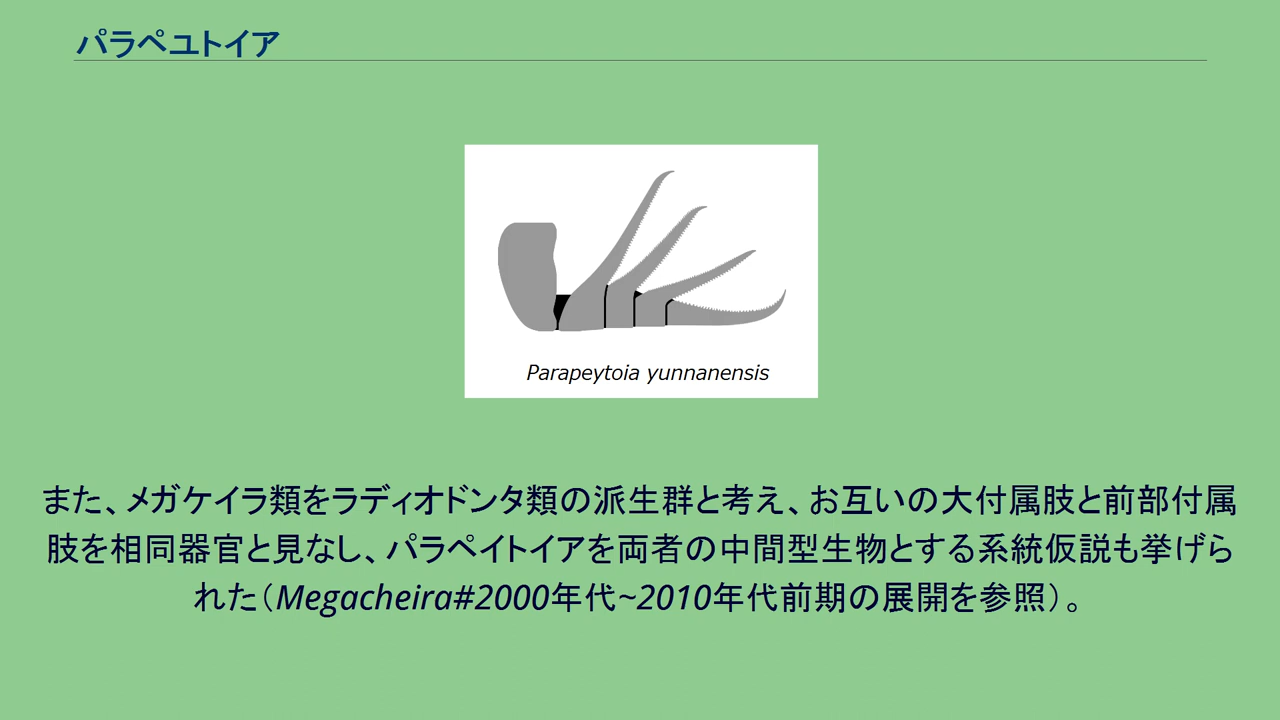 パラペユトイア
Parapeytoia yunnanensis
また、メガケイラ類をラディオドンタ類の派生群と考え、お互いの大付属肢と前部付属
肢を相同器官と見なし、パラペイトイアを両者の中間型生物とする系統仮説も挙げら
れた（Megacheira#2000年代~2010年代前期の展開を参照）。